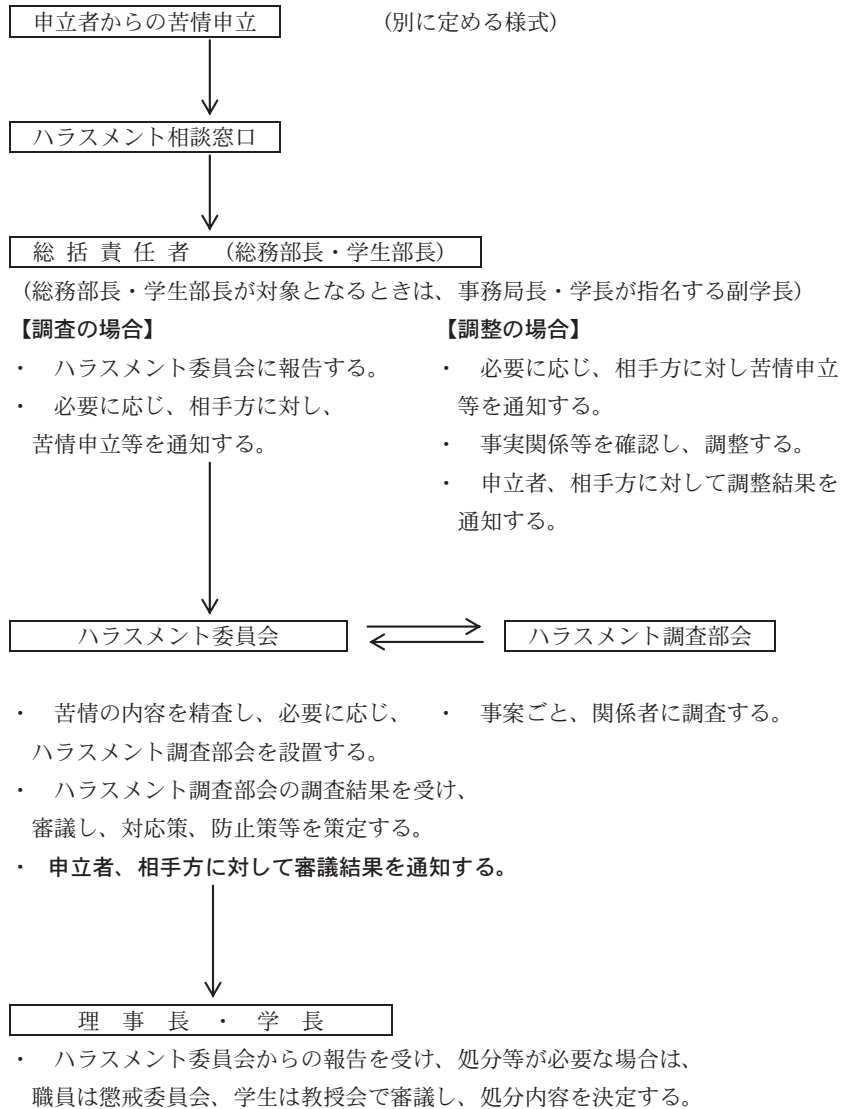 申立者からの苦情申立 (別に定める様式)
ハラスメント相談窓口
総括責任者 (総務部長・学生部長)
(総務部長・学生部長が対象となるときは、事務局長・学長が指名する副学長)
【調査の場合】
・ ハラスメント委員会に報告する。
・ 必要に応じ、相手方に対し、
苦情申立等を通知する。
【調整の場合】
・ 必要に応じ、相手方に対し苦情申立
等を通知する。
・ 事実関係等を確認し、調整する。
・ 申立者、相手方に対して調整結果を
通知する。
ハラスメント委員会
ハラスメント調査部会
・ 苦情の内容を精査し、必要に応じ、
ハラスメント調査部会を設置する。
・ ハラスメント調査部会の調査結果を受け、
審議し、対応策、防止策等を策定する。
・ 申立者、相手方に対して審議結果を通知する。
・ 事案ごと、関係者に調査する。
理事長・学長
・ ハラスメント委員会からの報告を受け、処分等が必要な場合は、
職員は懲戒委員会、学生は教授会で審議し、処分内容を決定する。